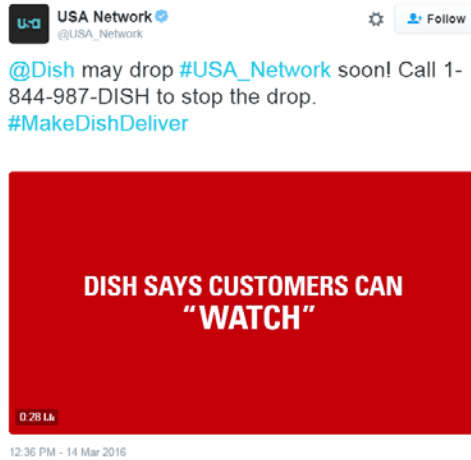 usa
USA Network
@USA_Network
Follow
@Dish may drop #USA_Network soon! Call 1-
844-987-DISH to stop the drop.
#MakeDishDeliver
DISH SAYS CUSTOMERS CAN
“WATCH”
0:28
12:36 PM - 14 Mar 2016